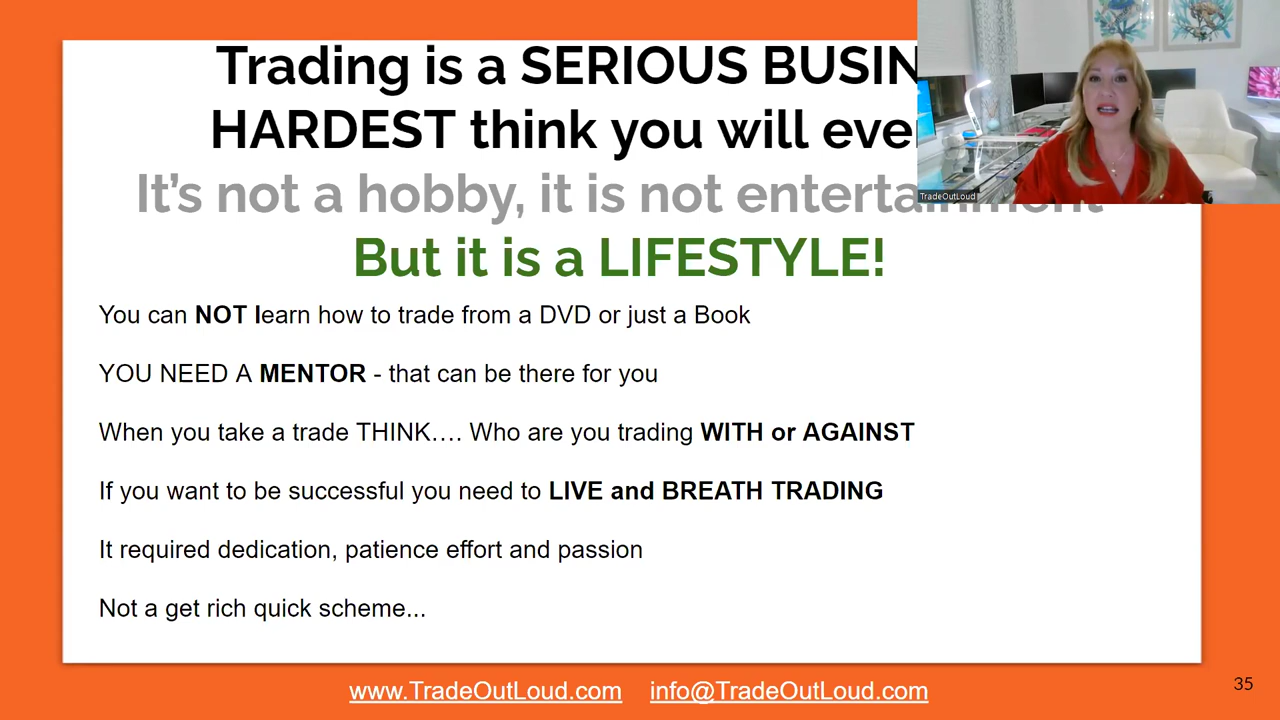 Trading is a SERIOUS BUSIN
HARDEST think you will eve
It's not a hobby, it is not entertainment
But it is a LIFESTYLE!
You can NOT learn how to trade from a DVD or just a Book
YOU NEED A MENTOR - that can be there for you
When you take a trade THINK.... Who are you trading WITH or AGAINST
If you want to be successful you need to LIVE and BREATH TRADING
It required dedication, patience effort and passion
Not a get rich quick scheme...
TradeOutLoud
www.TradeOutLoud.com info@TradeOutLoud.com
35